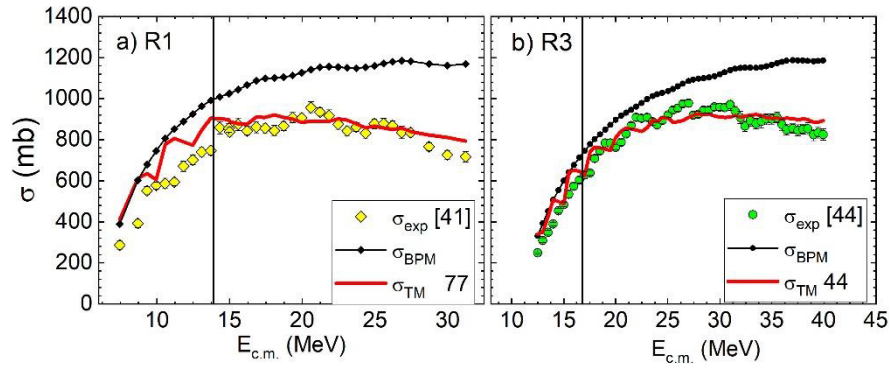 a) R1
b) R3
σ (mb)
1400
1200
1000
800
600
400
200
0
σexp [41]
σBPM
σTM 77
σexp [44]
σBPM
σTM 44
10 15 20 25 30
10 15 20 25 30 35 40 45
Ec.m. (MeV)
Ec.m. (MeV)